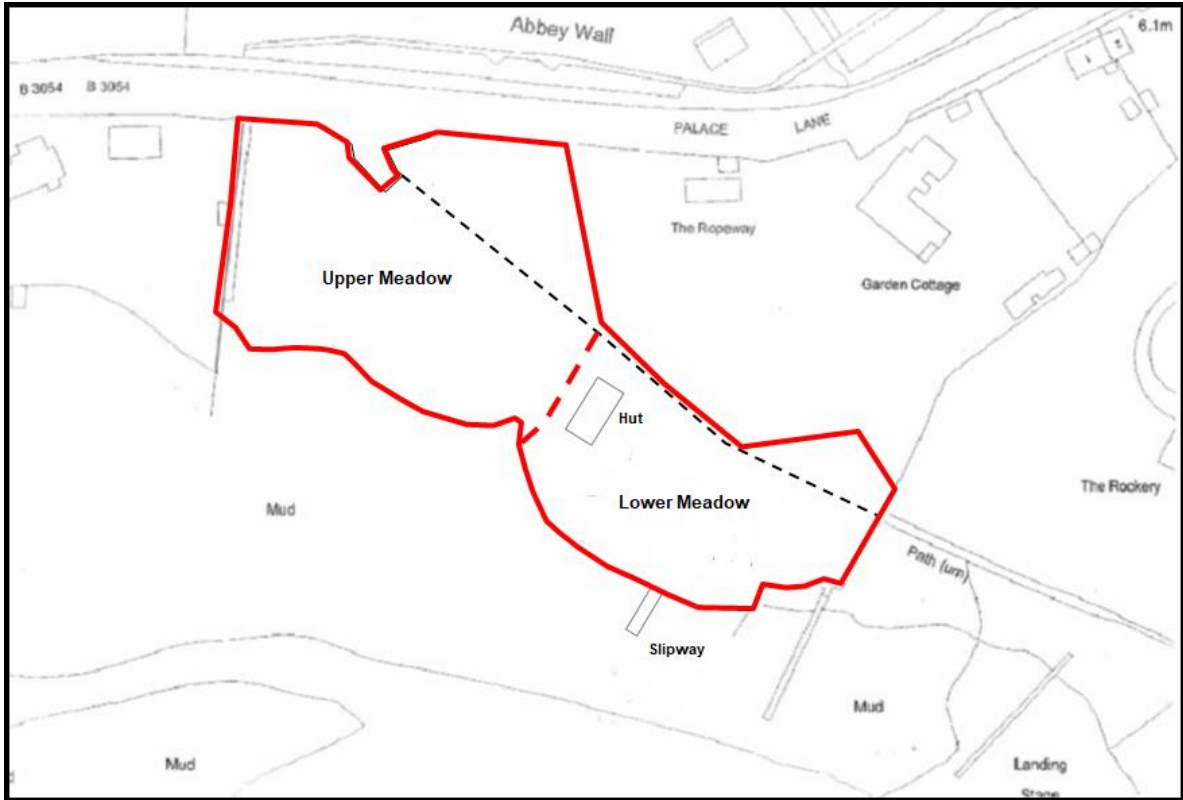 Abbey Wall
6.1m
B 3054 B 3054
PALACE LANE
The Ropeway
Upper Meadow
Garden Cottage
Hut
The Rockery
Lower Meadow
Mud
Path (um)
Slipway
Mud
Mud
Landing
Stage